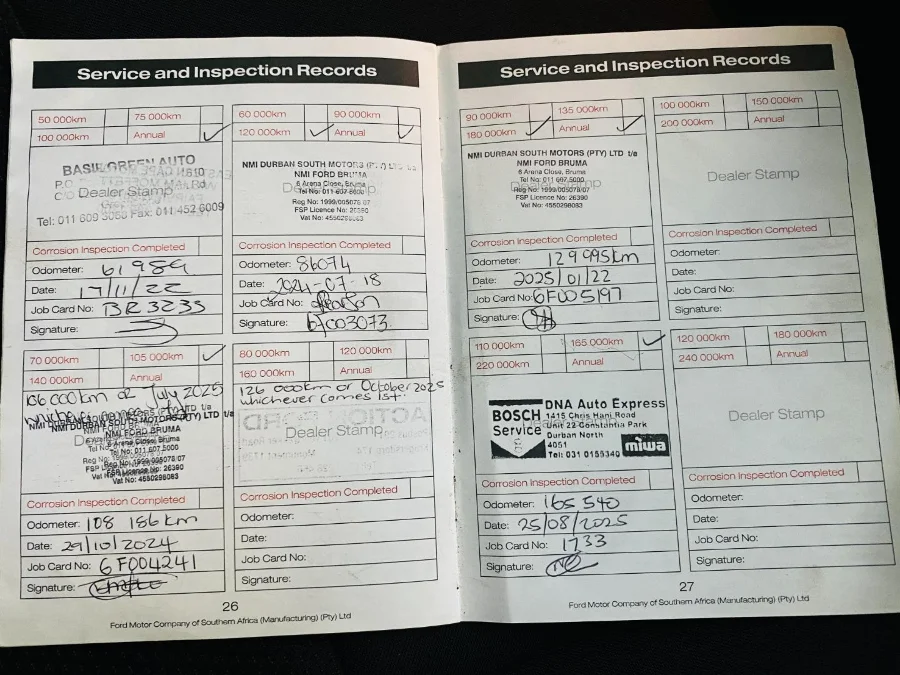 Service and Inspection Records
50 000km 75 000km
100 000km Annual
BASIL GREEN AUTO
Dealer Stamp
Tel: 011 609 Fax: 011 452 6009
Corrosion Inspection Completed
Odometer: 61 989
Date: 17/11/22
Job Card No: BR3235
Signature:
60 000km 90 000km
120 000km Annual
NMI DURBAN SOUTH MOTORS (PTY) LTD t/a
NMI FORD BRUMA
6 Arena Close, Bruma
Tel No: 011 607 5000
Reg No: 1999/005078/07
FSP Licence No: 26390
Vat No: 4550296083
Corrosion Inspection Completed
Odometer: 86074
Date: 2024-07-18
Job Card No:
Signature: 6F003073
70 000km 105 000km
140 000km Annual
106 000km or July 2025
whichever comes 1st
NMI DURBAN SOUTH MOTORS (PTY) LTD t/a
NMI FORD BRUMA
6 Arena Close, Bruma
Tel No: 011 607 5000
Reg No: 1999/005078/07
FSP Licence No: 26390
Vat No: 4550296083
Corrosion Inspection Completed
Odometer: 108 186 km
Date: 29/10/2024
Job Card No: 6F004241
Signature:
80 000km 120 000km
160 000km Annual
126 000km or October 2025
whichever comes 1st.
Dealer Stamp
Corrosion Inspection Completed
Odometer:
Date:
Job Card No:
Signature:
26
Ford Motor Company of Southern Africa (Manufacturing) (Pty) Ltd
Service and Inspection Records
90 000km 135 000km
180 000km Annual
NMI DURBAN SOUTH MOTORS (PTY) LTD t/a
NMI FORD BRUMA
6 Arena Close, Bruma
Tel No: 011 607 5000
Reg No: 1999/005078/07
FSP Licence No: 26390
Vat No: 4550296083
Corrosion Inspection Completed
Odometer: 129 995km
Date: 2025/01/22
Job Card No: 6F005197
Signature:
100 000km 150 000km
200 000km Annual
Dealer Stamp
Corrosion Inspection Completed
Odometer:
Date:
Job Card No:
Signature:
110 000km 165 000km
220 000km Annual
BOSCH
Service
DNA Auto Express
1415 Chris Hani Road
Unit 22 Constantia Park
Durban North
4051
Tel: 031 0155340
miwa
Corrosion Inspection Completed
Odometer: 165 540
Date: 25/08/2025
Job Card No: 1733
Signature:
120 000km 180 000km
240 000km Annual
Dealer Stamp
Corrosion Inspection Completed
Odometer:
Date:
Job Card No:
Signature:
27
Ford Motor Company of Southern Africa (Manufacturing) (Pty) Ltd